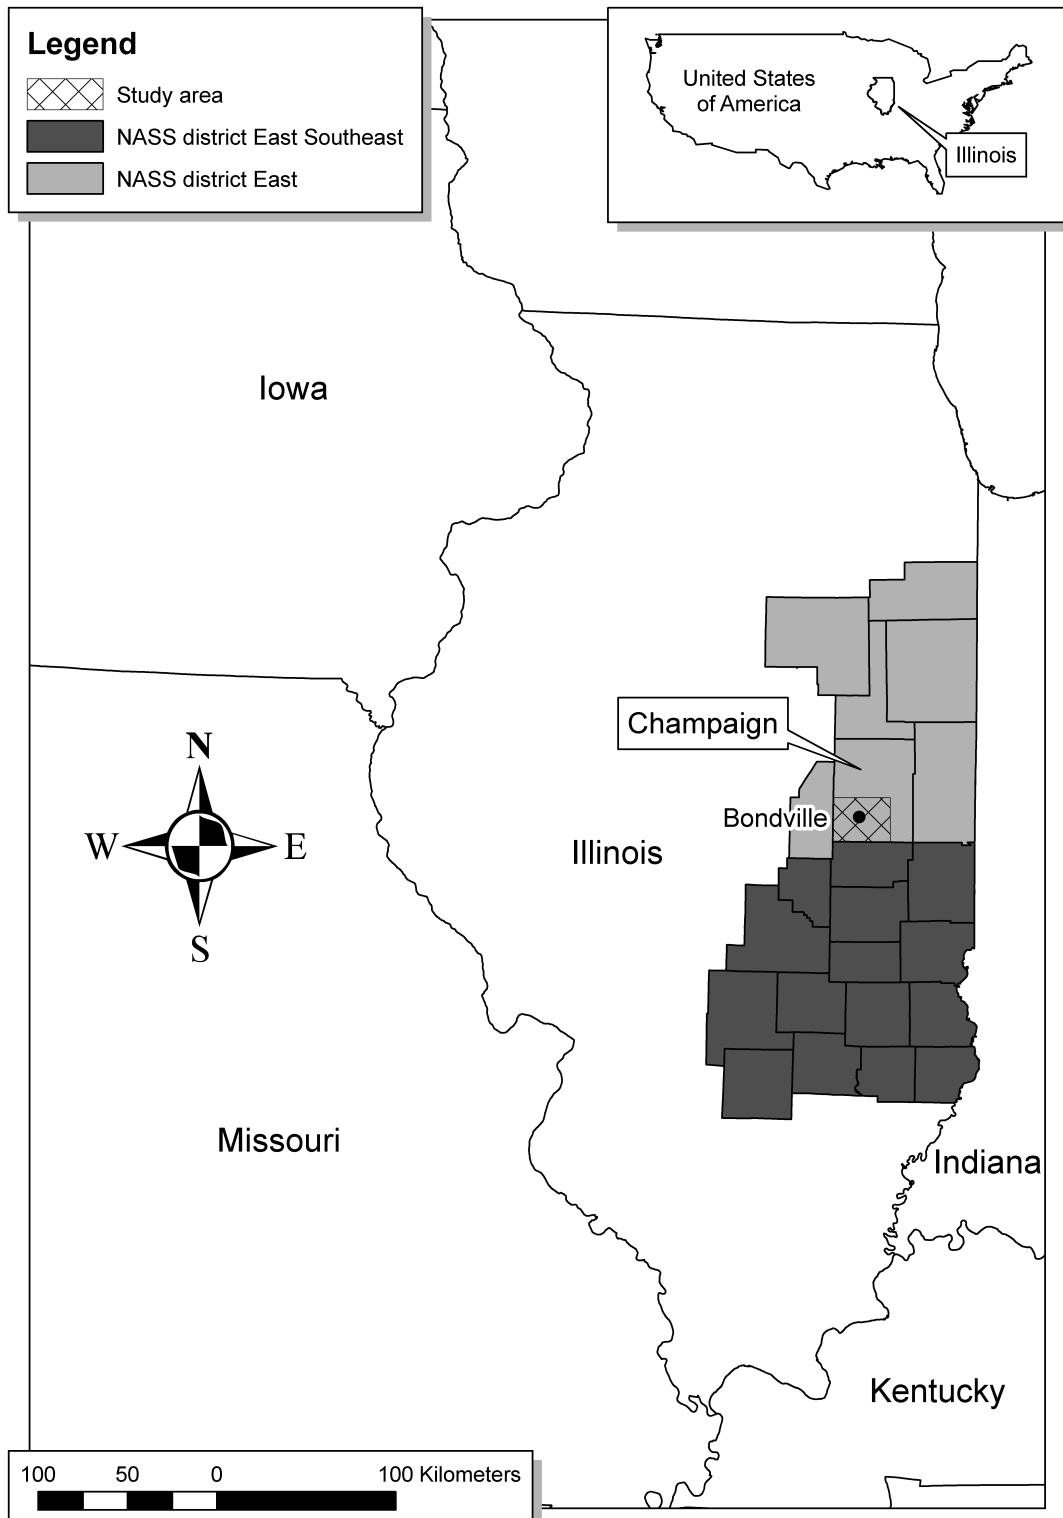 Legend
Study area
NASS district East Southeast
NASS district East
United States
of America
Illinois
Iowa
Champaign
N
W
E
S
Bondville
Illinois
Missouri
Indiana
Kentucky
100 50 0 100 Kilometers